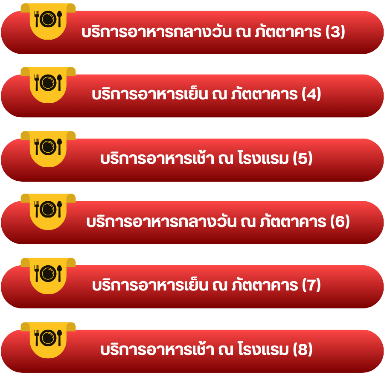 บริการอาหารกลางวัน ณ ภัตตาคาร (3)
บริการอาหารเย็น ณ ภัตตาคาร (4)
บริการอาหารเช้า ณ โรงแรม (5)
บริการอาหารกลางวัน ณ ภัตตาคาร (6)
บริการอาหารเย็น ณ ภัตตาคาร (7)
บริการอาหารเช้า ณ โรงแรม (8)